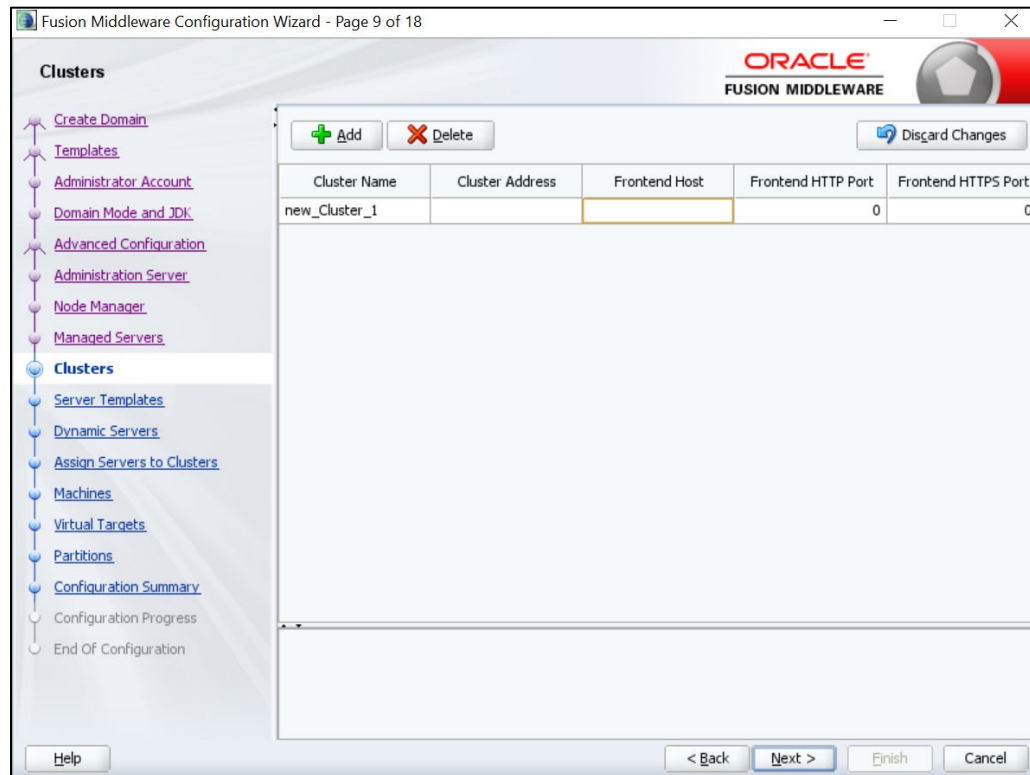 Fusion Middleware Configuration Wizard - Page 9 of 18
Clusters
ORACLE
FUSION MIDDLEWARE
Create Domain
Templates
Administrator Account
Domain Mode and JDK
Advanced Configuration
Administration Server
Node Manager
Managed Servers
Clusters
Server Templates
Dynamic Servers
Assign Servers to Clusters
Machines
Virtual Targets
Partitions
Configuration Summary
Configuration Progress
End Of Configuration
Add Delete Discard Changes
Cluster Name Cluster Address Frontend Host Frontend HTTP Port Frontend HTTPS Port
new_Cluster_1 0 0
Help < Back Next > Finish Cancel